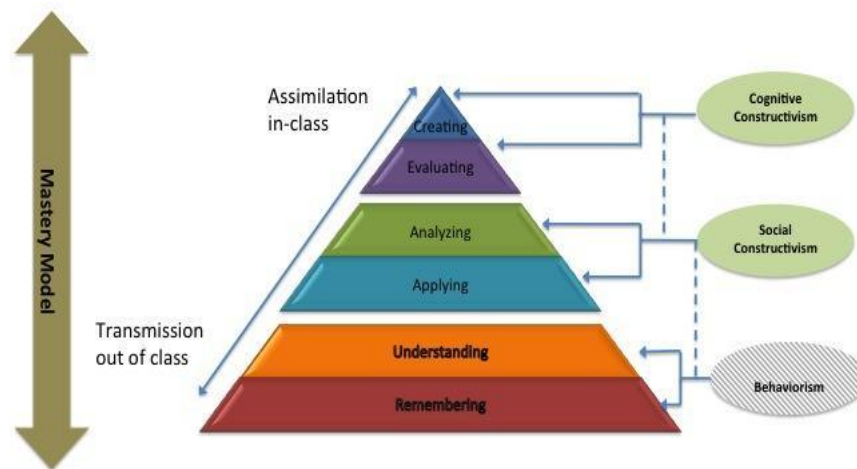 Mastery Model
Assimilation
in-class
Transmission
out of class
Creating
Evaluating
Analyzing
Applying
Understanding
Remembering
Cognitive
Constructivism
Social
Constructivism
Behaviorism